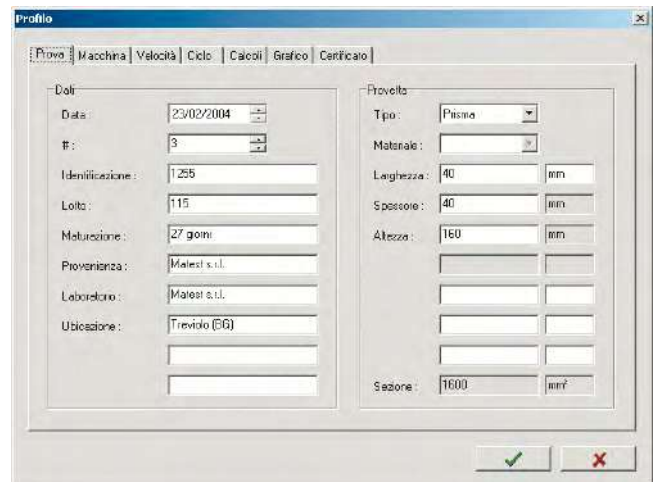 Profilo
Prova Macchina Velocità Ciclo Calcoli Grafico Certificato
Dati
Data : 23/02/2004
# : 3
Identificazione : 1255
Lotto : 115
Maturazione : 27 giorni
Provenienza : Matest s.r.l.
Laboratorio : Matest s.r.l.
Ubicazione : Treviolo (BG)
Provetta
Tipo : Prisma
Materiale :
Larghezza : 40 mm
Spessore : 40 mm
Altezza : 160 mm
Sezione : 1600 mm²